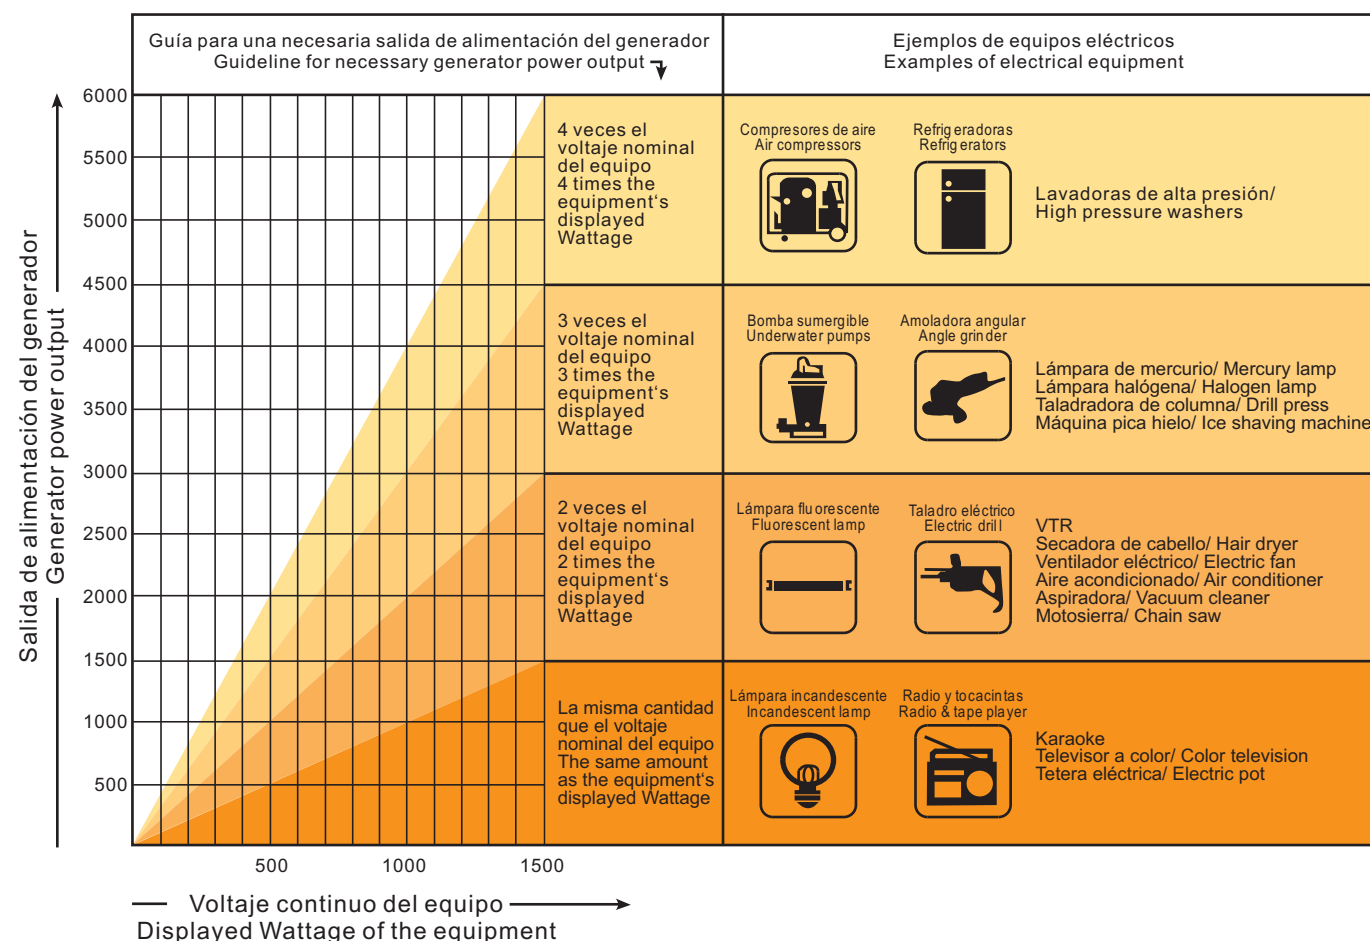 Guía para una necesaria salida de alimentación del generador
Guideline for necessary generator power output
Ejemplos de equipos eléctricos
Examples of electrical equipment
Salida de alimentación del generador
Generator power output
6000
5500
5000
4500
4000
3500
3000
2500
2000
1500
1000
500
4 veces el
voltaje nominal
del equipo
4 times the
equipment's
displayed
Wattage
Compresores de aire
Air compressors
Refrigeradoras
Refrigerators
Lavadoras de alta presión/
High pressure washers
3 veces el
voltaje nominal
del equipo
3 times the
equipment's
displayed
Wattage
Bomba sumergible
Underwater pumps
Amoladora angular
Angle grinder
Lámpara de mercurio/ Mercury lamp
Lámpara halógena/ Halogen lamp
Taladradora de columna/ Drill press
Máquina pica hielo/ Ice shaving machine
2 veces el
voltaje nominal
del equipo
2 times the
equipment's
displayed
Wattage
Lámpara fluorescente
Fluorescent lamp
Taladro eléctrico
Electric drill
VTR
Secadora de cabello/ Hair dryer
Ventilador eléctrico/ Electric fan
Aire acondicionado/ Air conditioner
Aspiradora/ Vacuum cleaner
Motosierra/ Chain saw
La misma cantidad
que el voltaje
nominal del equipo
The same amount
as the equipment's
displayed Wattage
Lámpara incandescente
Incandescent lamp
Radio y tocacintas
Radio & tape player
Karaoke
Televisor a color/ Color television
Tetera eléctrica/ Electric pot
500
1000
1500
Voltaje continuo del equipo
Displayed Wattage of the equipment